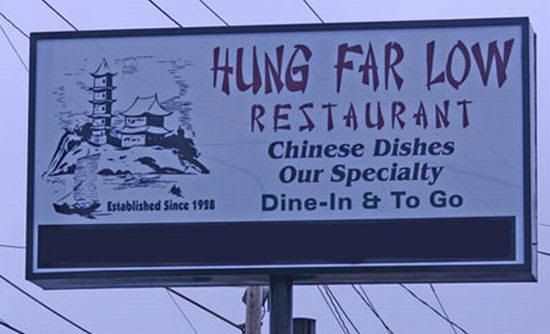 HUNG FAR LOW
RESTAURANT
Chinese Dishes
Our Specialty
Dine-In & To Go
Established Since 1928